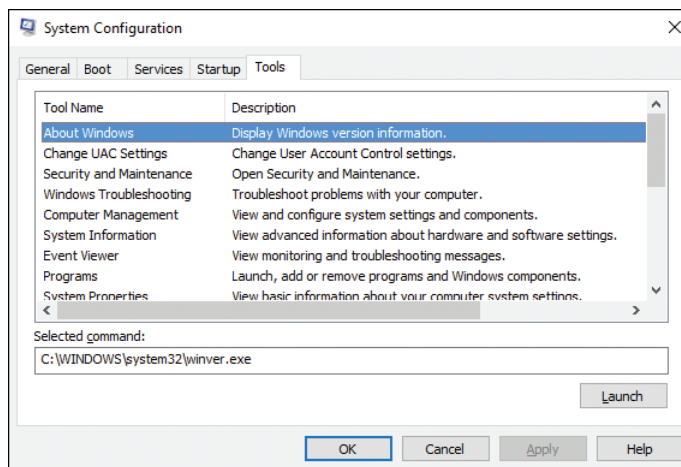 System Configuration
General Boot Services Startup Tools
Tool Name Description
About Windows Display Windows version information.
Change UAC Settings Change User Account Control settings.
Security and Maintenance Open Security and Maintenance.
Windows Troubleshooting Troubleshoot problems with your computer.
Computer Management View and configure system settings and components.
System Information View advanced information about hardware and software settings.
Event Viewer View monitoring and troubleshooting messages.
Programs Launch, add or remove programs and Windows components.
System Properties View basic information about your computer system settings.
Selected command:
C:\WINDOWS\system32\winver.exe
Launch
OK Cancel Apply Help